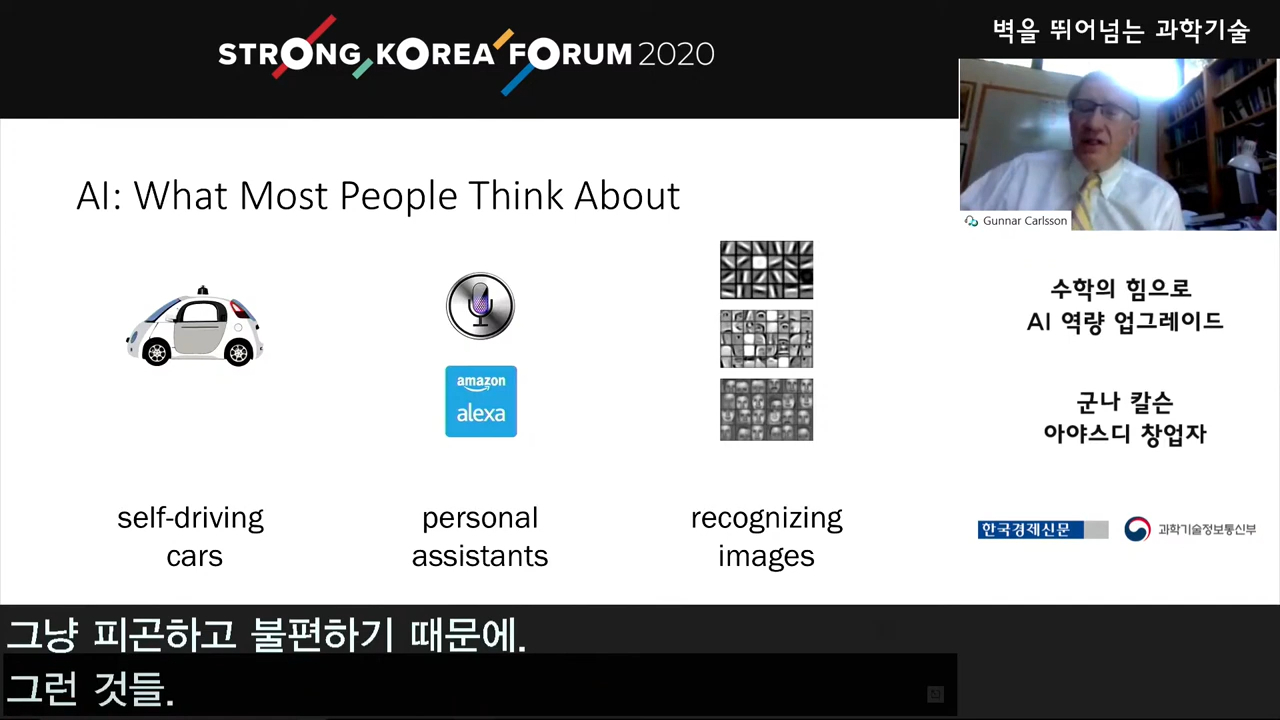 STRONG KOREA FORUM 2020
벽을 뛰어넘는 과학기술
AI: What Most People Think About
Gunnar Carlsson
amazon
alexa
수학의 힘으로
AI 역량 업그레이드
군나 칼슨
아야스디 창업자
self-driving
cars
personal
assistants
recognizing
images
한국경제신문
과학기술정보통신부
그냥 피곤하고 불편하기 때문에.
그런 것들.